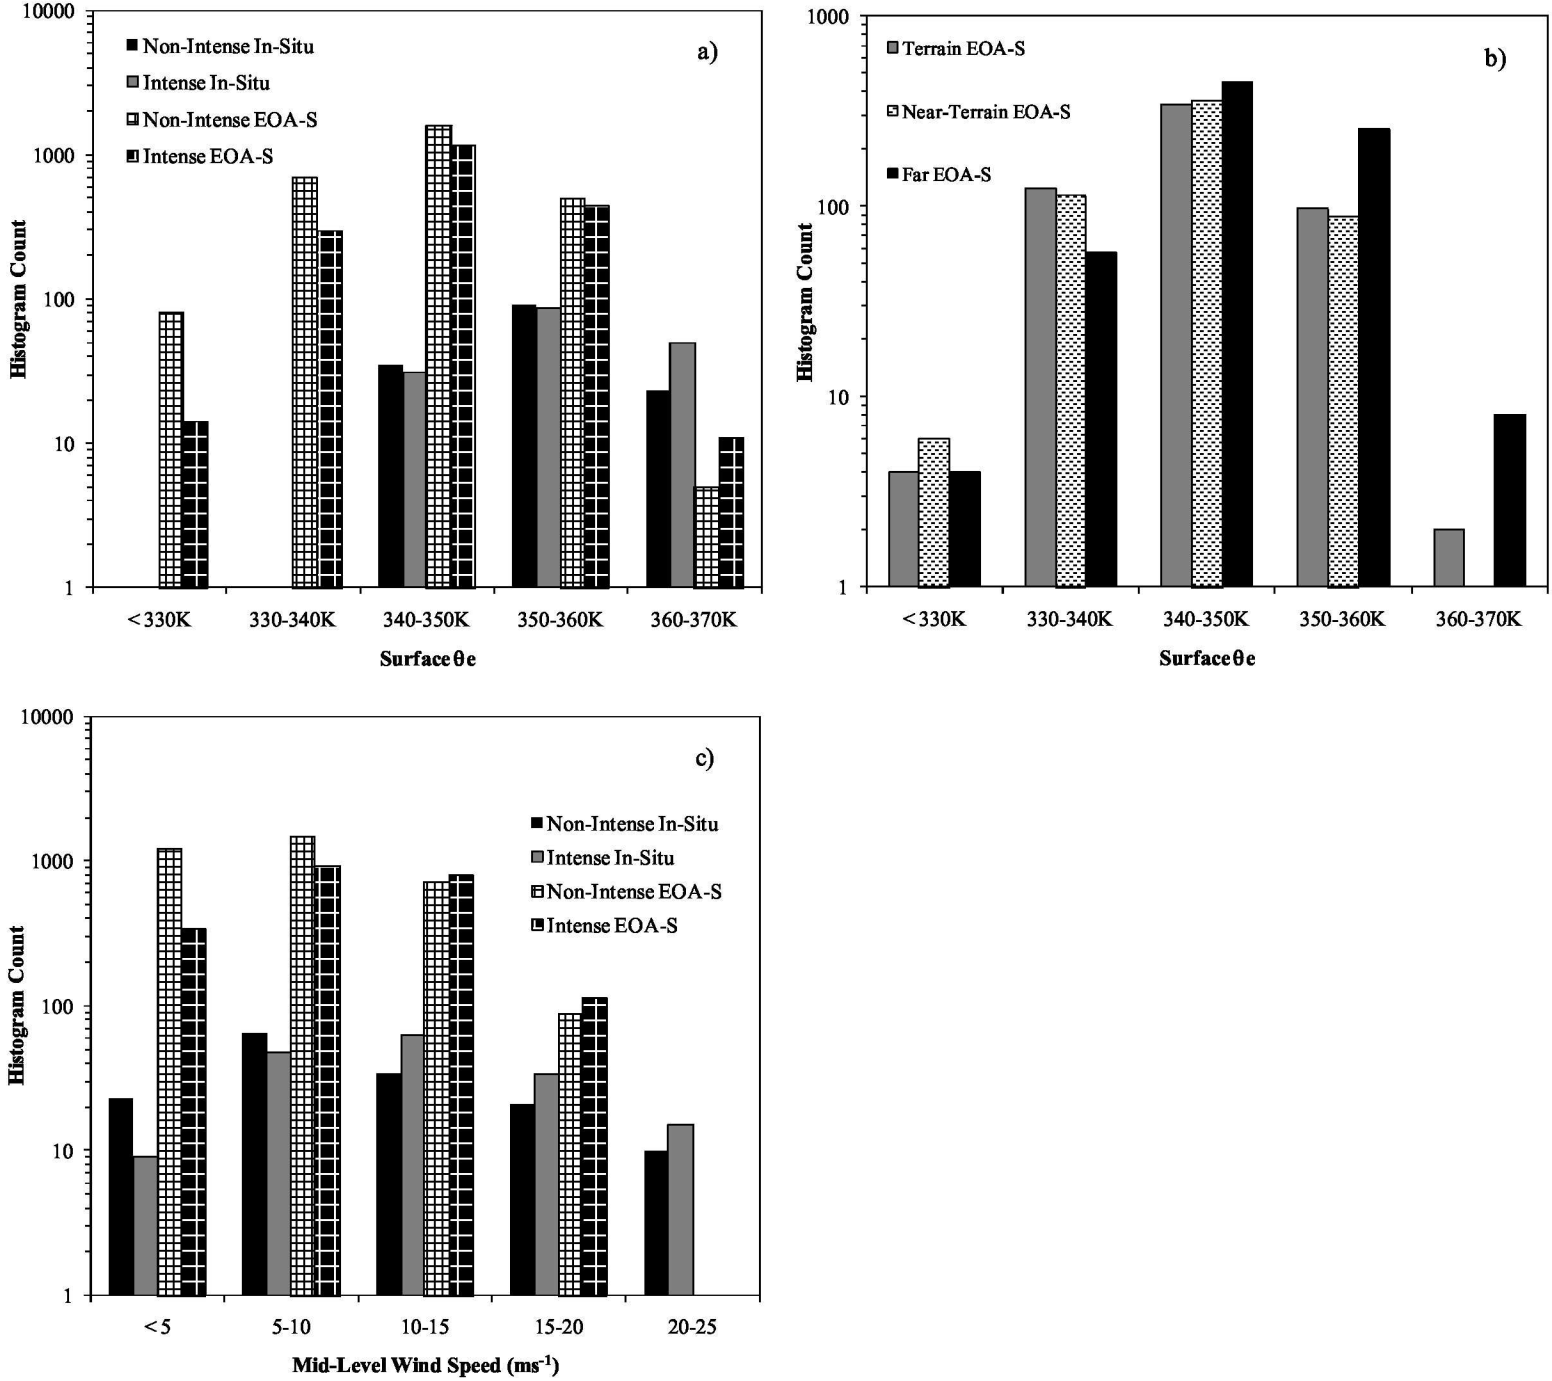 a)
Non-Intense In-Situ
Intense In-Situ
Non-Intense EOA-S
Intense EOA-S
10000
1000
100
10
1
Histogram Count
<330K 330-340K 340-350K 350-360K 360-370K
Surface θe
b)
Terrain EOA-S
Near-Terrain EOA-S
Far EOA-S
1000
100
10
1
Histogram Count
<330K 330-340K 340-350K 350-360K 360-370K
Surface θe
c)
Non-Intense In-Situ
Intense In-Situ
Non-Intense EOA-S
Intense EOA-S
10000
1000
100
10
1
Histogram Count
<5 5-10 10-15 15-20 20-25
Mid-Level Wind Speed (ms⁻¹)